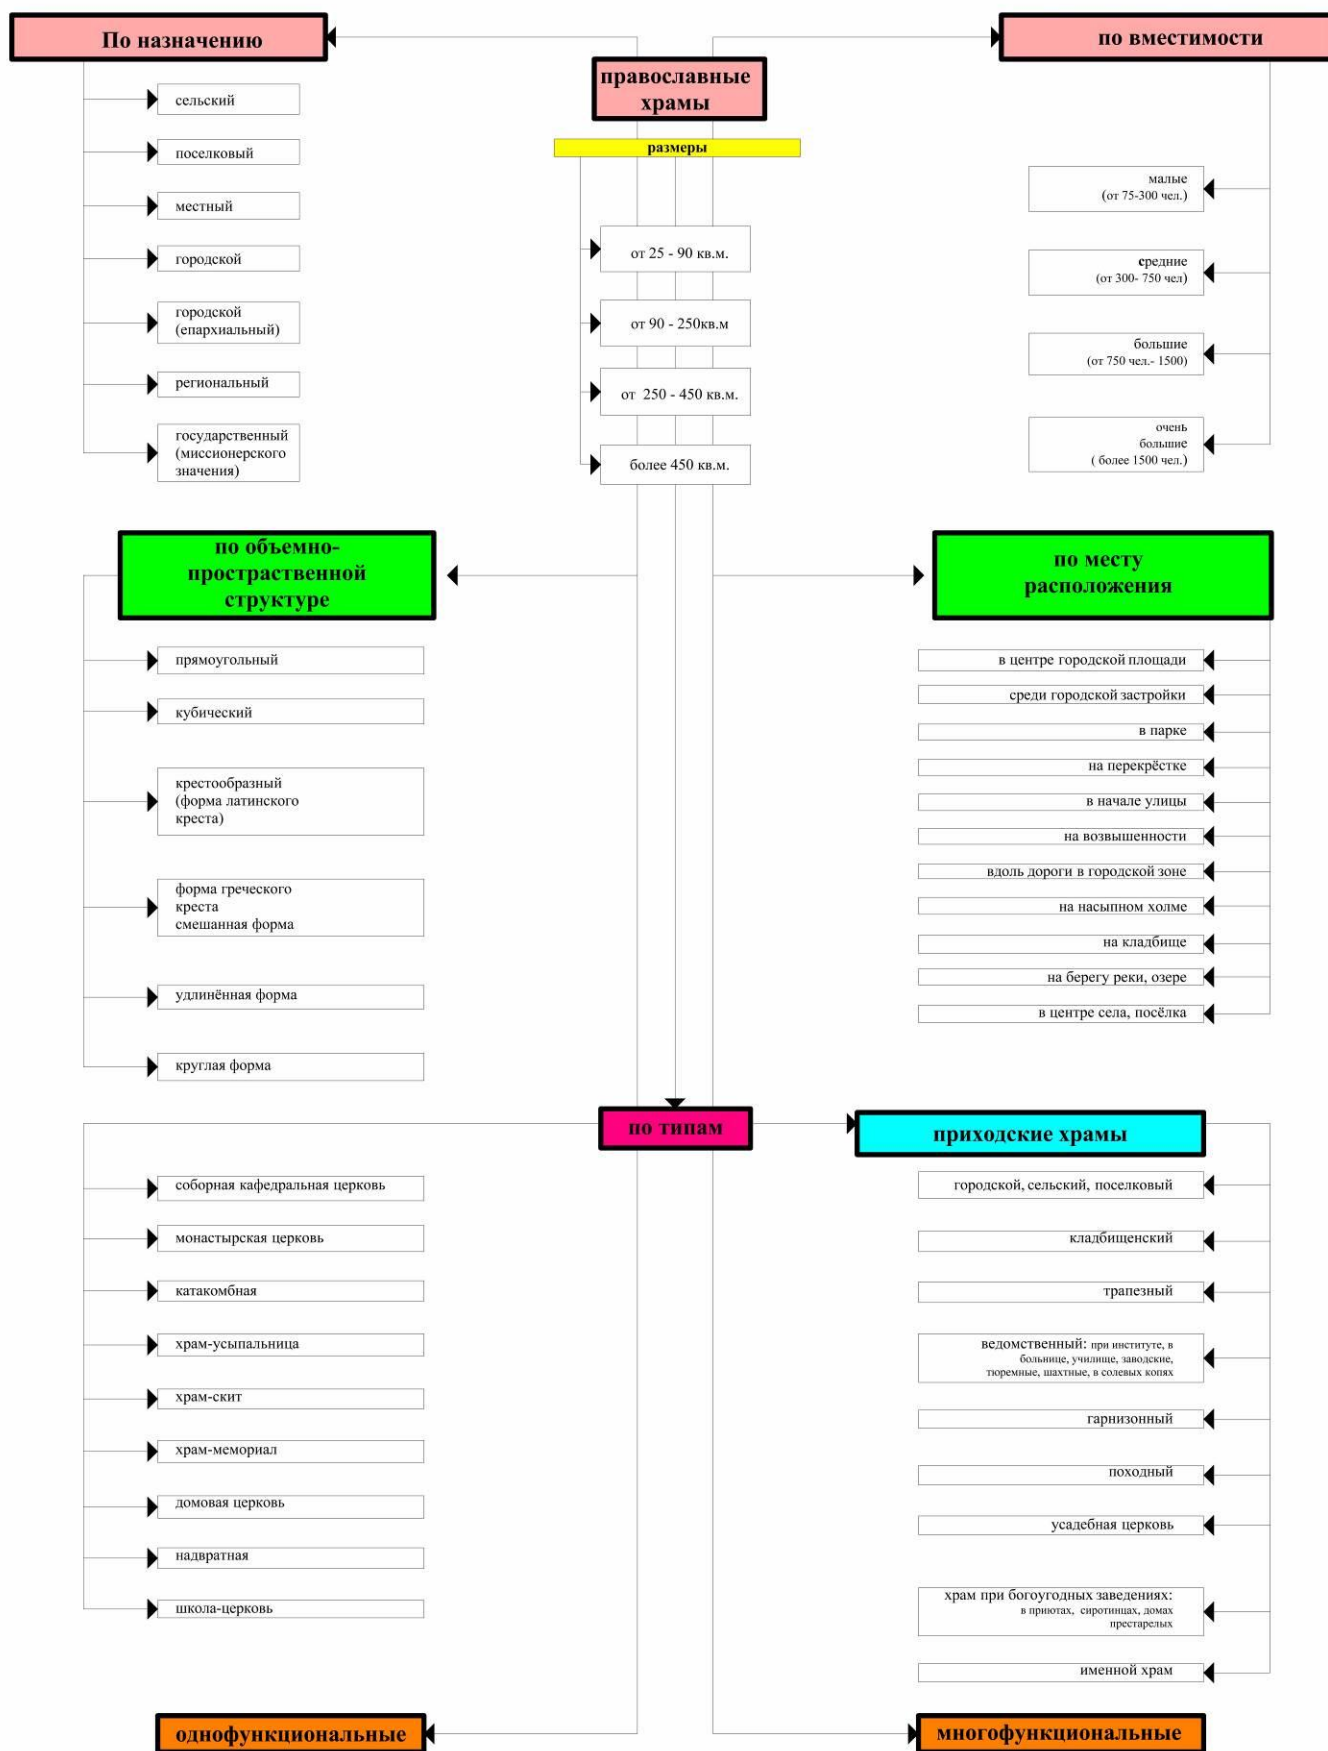 По назначению
сельский
поселковый
местный
городской
городской
(епархиальный)
региональный
государственный
(миссионерского
значения)
православные
храмы
размеры
от 25 - 90 кв.м.
от 90 - 250кв.м
от 250 - 450 кв.м.
более 450 кв.м.
по вместимости
малые
(от 75-300 чел.)
средние
(от 300- 750 чел)
большие
(от 750 чел.- 1500)
очень
большие
( более 1500 чел.)
по объемно-
простраственной
структуре
прямоугольный
кубический
крестообразный
(форма латинского
креста)
форма греческого
креста
смешанная форма
удлинённая форма
круглая форма
по месту
расположения
в центре городской площади
среди городской застройки
в парке
на перекрёстке
в начале улицы
на возвышенности
вдоль дороги в городской зоне
на насыпном холме
на кладбище
на берегу реки, озере
в центре села, посёлка
по типам
соборная кафедральная церковь
монастырская церковь
катакомбная
храм-усыпальница
храм-скит
храм-мемориал
домовая церковь
надвратная
школа-церковь
приходские храмы
городской, сельский, поселковый
кладбищенский
трапезный
ведомственный: при институте, в
больнице, училище, заводские,
тюремные, шахтные, в солевых копях
гарнизонный
походный
усадебная церковь
храм при богоугодных заведениях:
в приютах, сиротинцах, домах
престарелых
именной храм
однофункциональные
многофункциональные